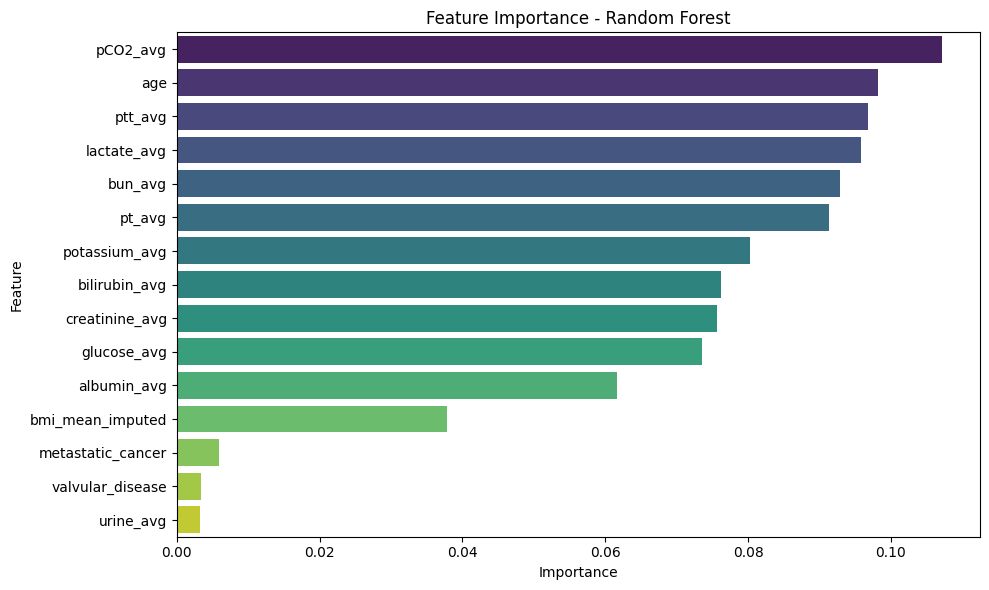 Feature Importance - Random Forest
pCO2_avg
age
ptt_avg
lactate_avg
bun_avg
pt_avg
potassium_avg
bilirubin_avg
creatinine_avg
glucose_avg
albumin_avg
bmi_mean_imputed
metastatic_cancer
valvular_disease
urine_avg
Feature
0.00 0.02 0.04 0.06 0.08 0.10
Importance